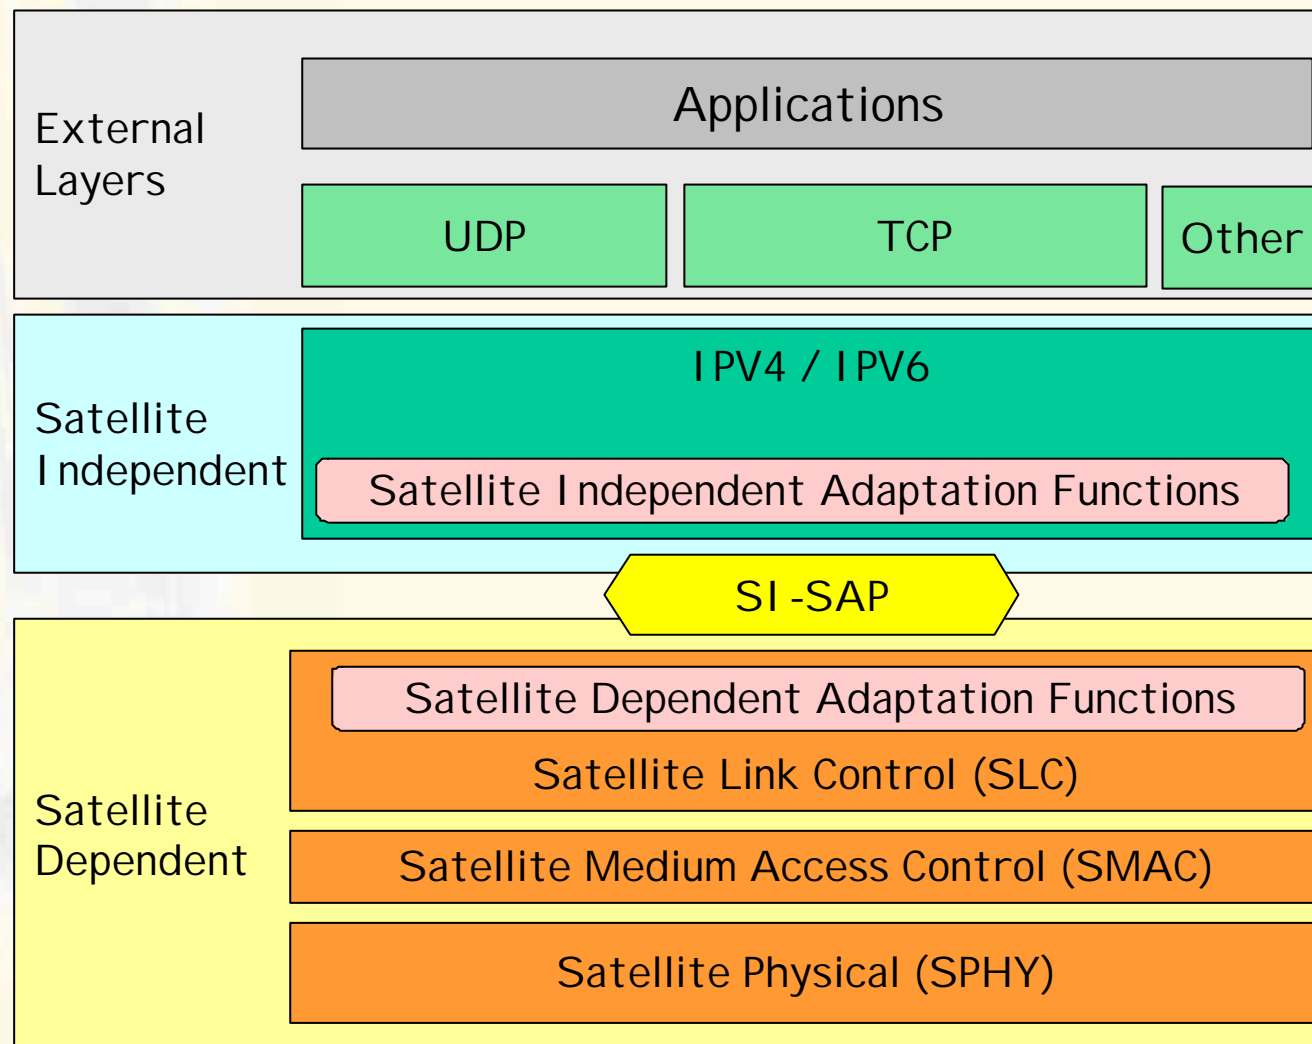 External
Layers
Applications
UDP
TCP
Other
Satellite
Independent
IPV4 / IPV6
Satellite Independent Adaptation Functions
SI-SAP
Satellite
Dependent
Satellite Dependent Adaptation Functions
Satellite Link Control (SLC)
Satellite Medium Access Control (SMAC)
Satellite Physical (SPHY)